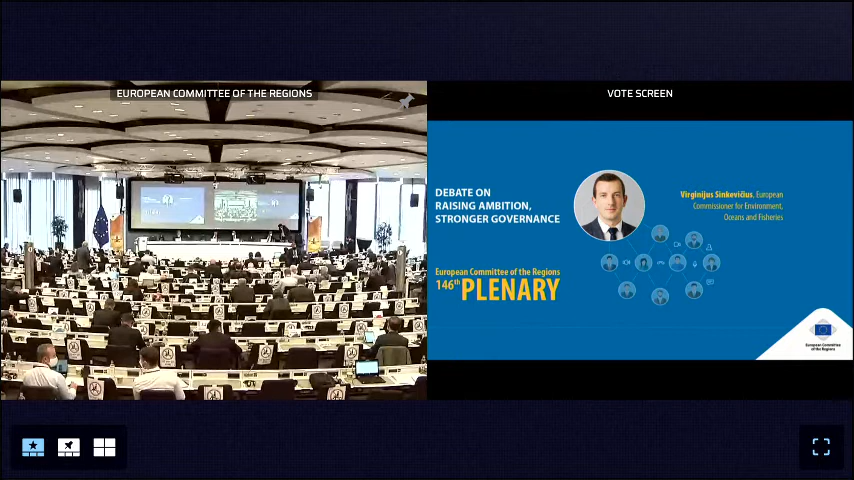 EUROPEAN COMMITTEE OF THE REGIONS
VOTE SCREEN
DEBATE ON
RAISING AMBITION,
STRONGER GOVERNANCE
Virginijus Sinkevičius, European
Commissioner for Environment,
Oceans and Fisheries
European Committee of the Regions
146th PLENARY
European Committee
of the Regions